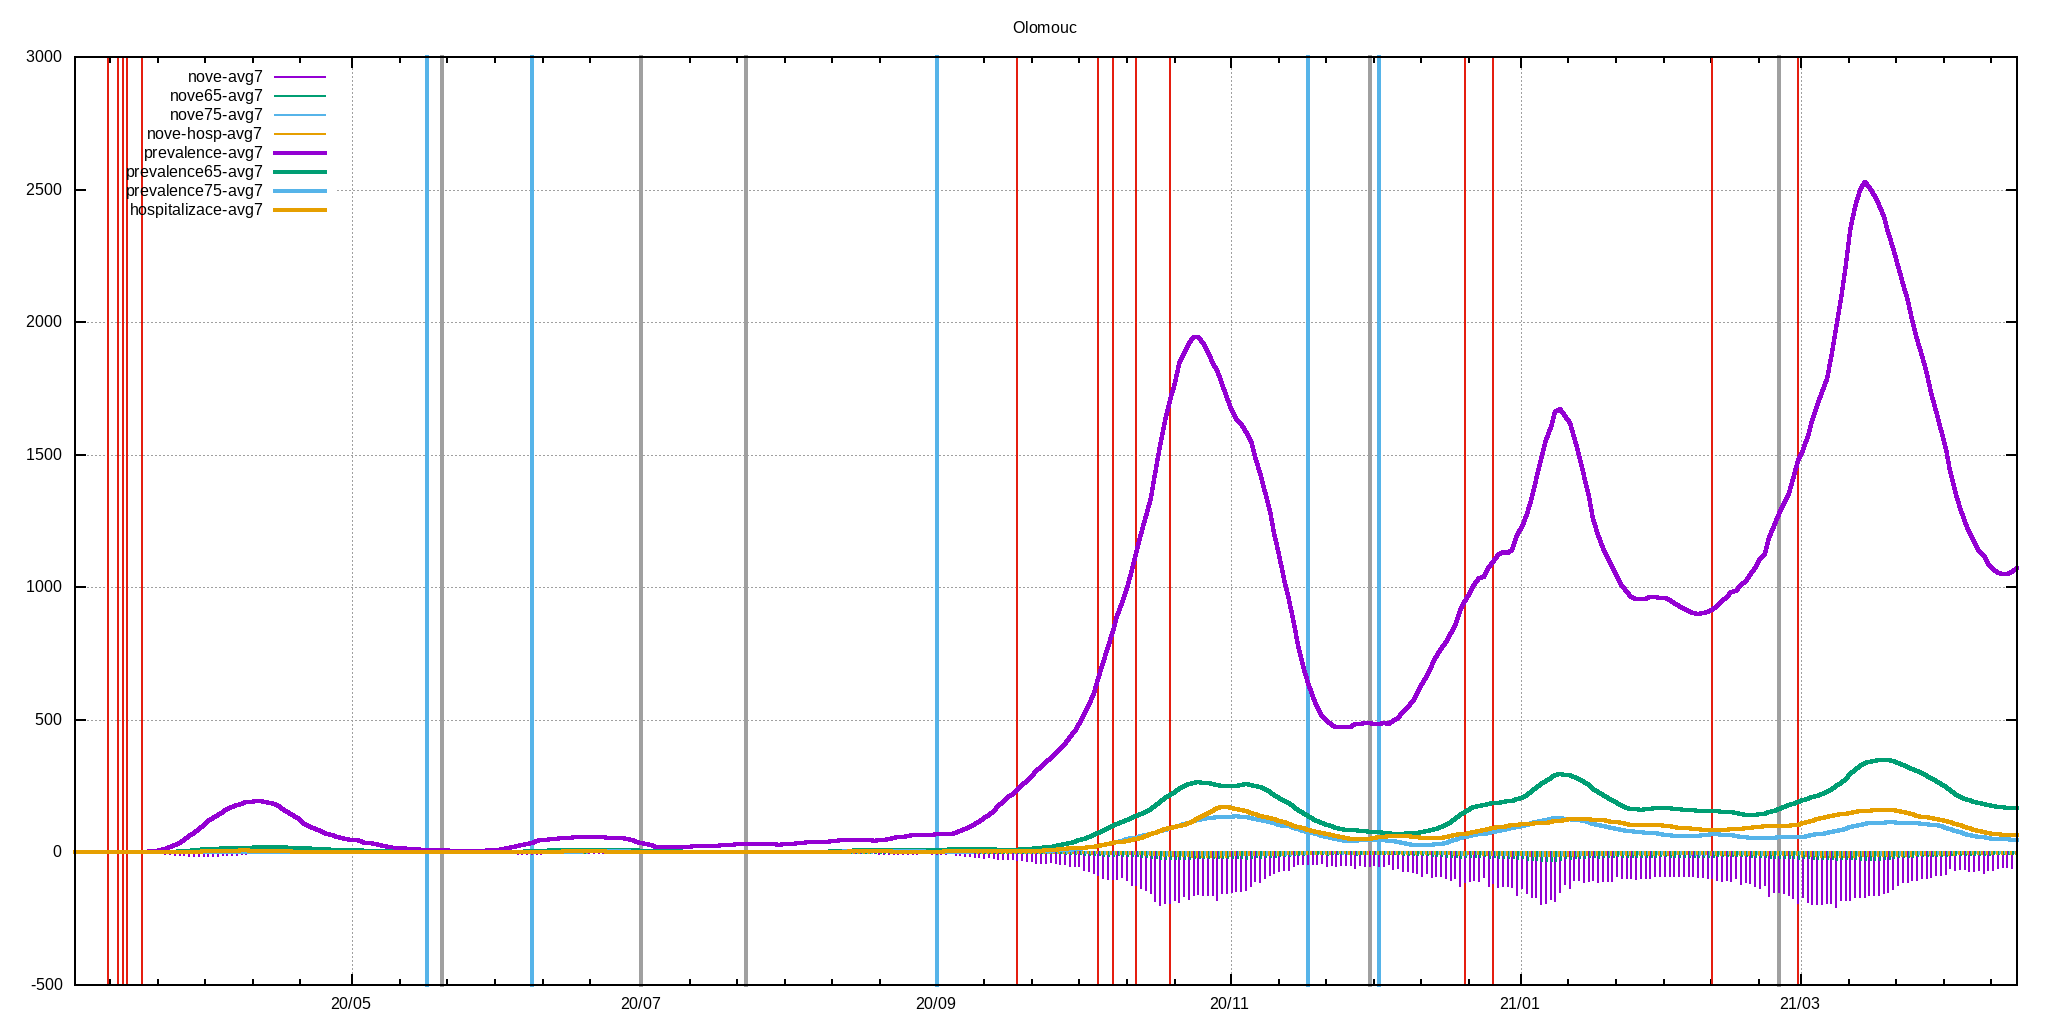 Olomouc
3000
2500
2000
1500
1000
500
0
-500
nove-avg7
nove65-avg7
nove75-avg7
nove-hosp-avg7
prevalence-avg7
prevalence65-avg7
prevalence75-avg7
hospitalizace-avg7
20/05
20/07
20/09
20/11
21/01
21/03